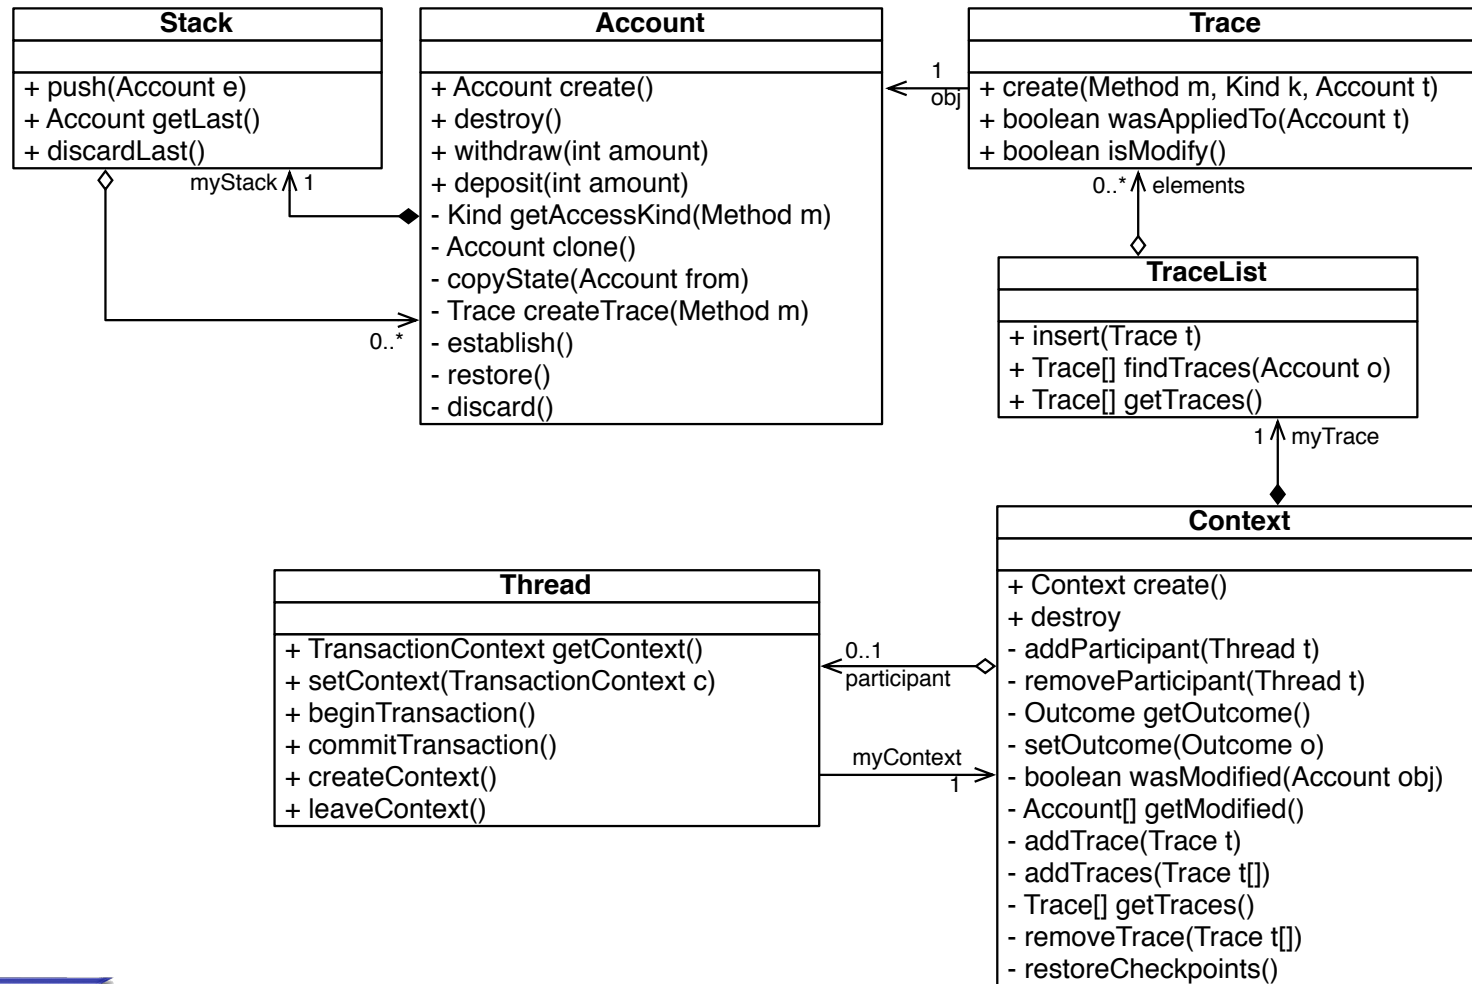 Stack
+ push(Account e)
+ Account getLast()
+ discardLast()
myStack 1
0..*
Account
+ Account create()
+ destroy()
+ withdraw(int amount)
+ deposit(int amount)
- Kind getAccessKind(Method m)
- Account clone()
- copyState(Account from)
- Trace createTrace(Method m)
- establish()
- restore()
- discard()
1
obj
Trace
+ create(Method m, Kind k, Account t)
+ boolean wasAppliedTo(Account t)
+ boolean isModify()
0..* elements
TraceList
+ insert(Trace t)
+ Trace[] findTraces(Account o)
+ Trace[] getTraces()
1 myTrace
Thread
+ TransactionContext getContext()
+ setContext(TransactionContext c)
+ beginTransaction()
+ commitTransaction()
+ createContext()
+ leaveContext()
0..1
participant
myContext
1
Context
+ Context create()
+ destroy
- addParticipant(Thread t)
- removeParticipant(Thread t)
- Outcome getOutcome()
- setOutcome(Outcome o)
- boolean wasModified(Account obj)
- Account[] getModified()
- addTrace(Trace t)
- addTraces(Trace t[])
- Trace[] getTraces()
- removeTrace(Trace t[])
- restoreCheckpoints()